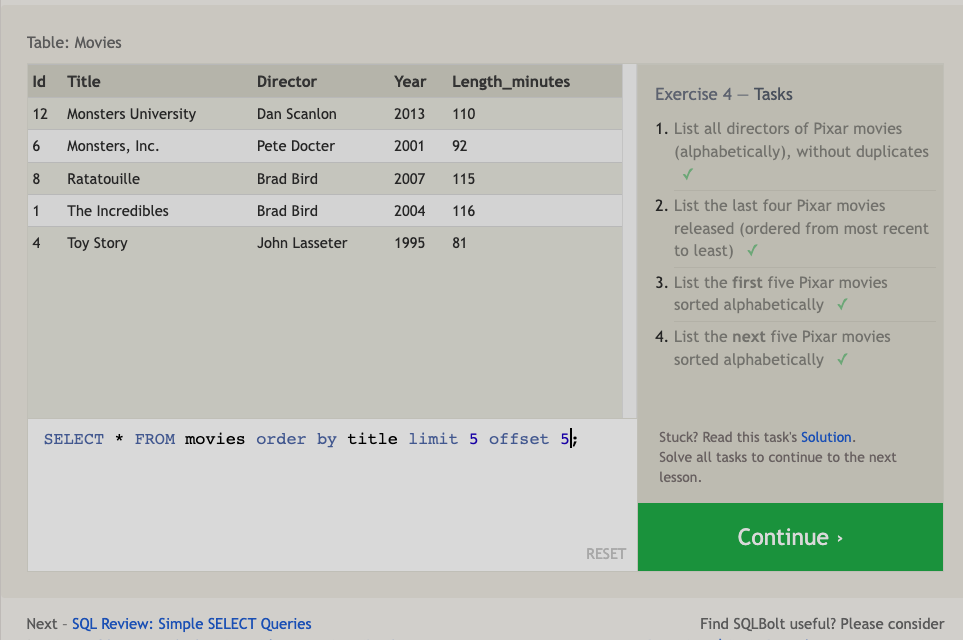 Table: Movies
Id Title Director Year Length_minutes
12 Monsters University Dan Scanlon 2013 110
6 Monsters, Inc. Pete Docter 2001 92
8 Ratatouille Brad Bird 2007 115
1 The Incredibles Brad Bird 2004 116
4 Toy Story John Lasseter 1995 81
Exercise 4 — Tasks
1. List all directors of Pixar movies
(alphabetically), without duplicates
✓
2. List the last four Pixar movies
released (ordered from most recent
to least) ✓
3. List the first five Pixar movies
sorted alphabetically ✓
4. List the next five Pixar movies
sorted alphabetically ✓
SELECT * FROM movies order by title limit 5 offset 5;
RESET
Stuck? Read this task's Solution.
Solve all tasks to continue to the next
lesson.
Continue ›
Next - SQL Review: Simple SELECT Queries
Find SQLBolt useful? Please consider